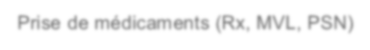 Prise de médicaments (Rx, MVL, PSN)